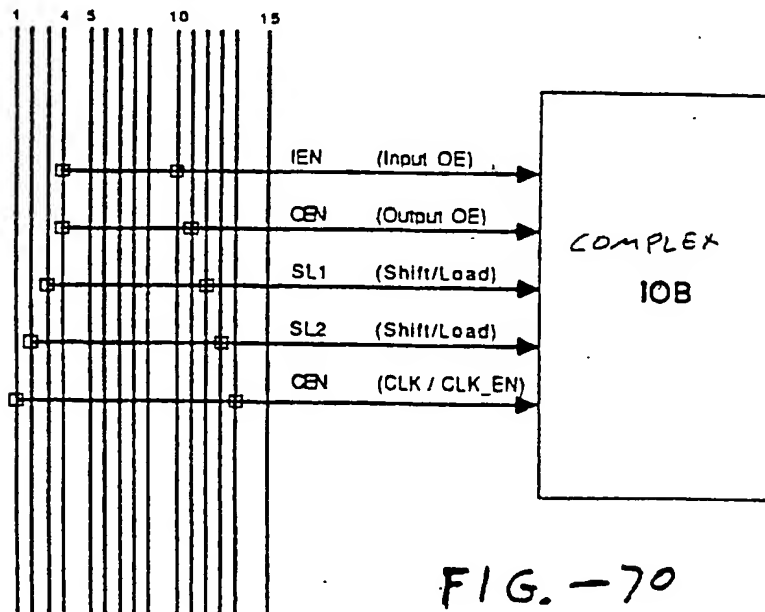 1 4 5 10 15
IEN (Input OE)
OEN (Output OE)
SL1 (Shift/Load)
SL2 (Shift/Load)
CEN (CLK / CLK_EN)
COMPLEX
IOB
FIG.-70